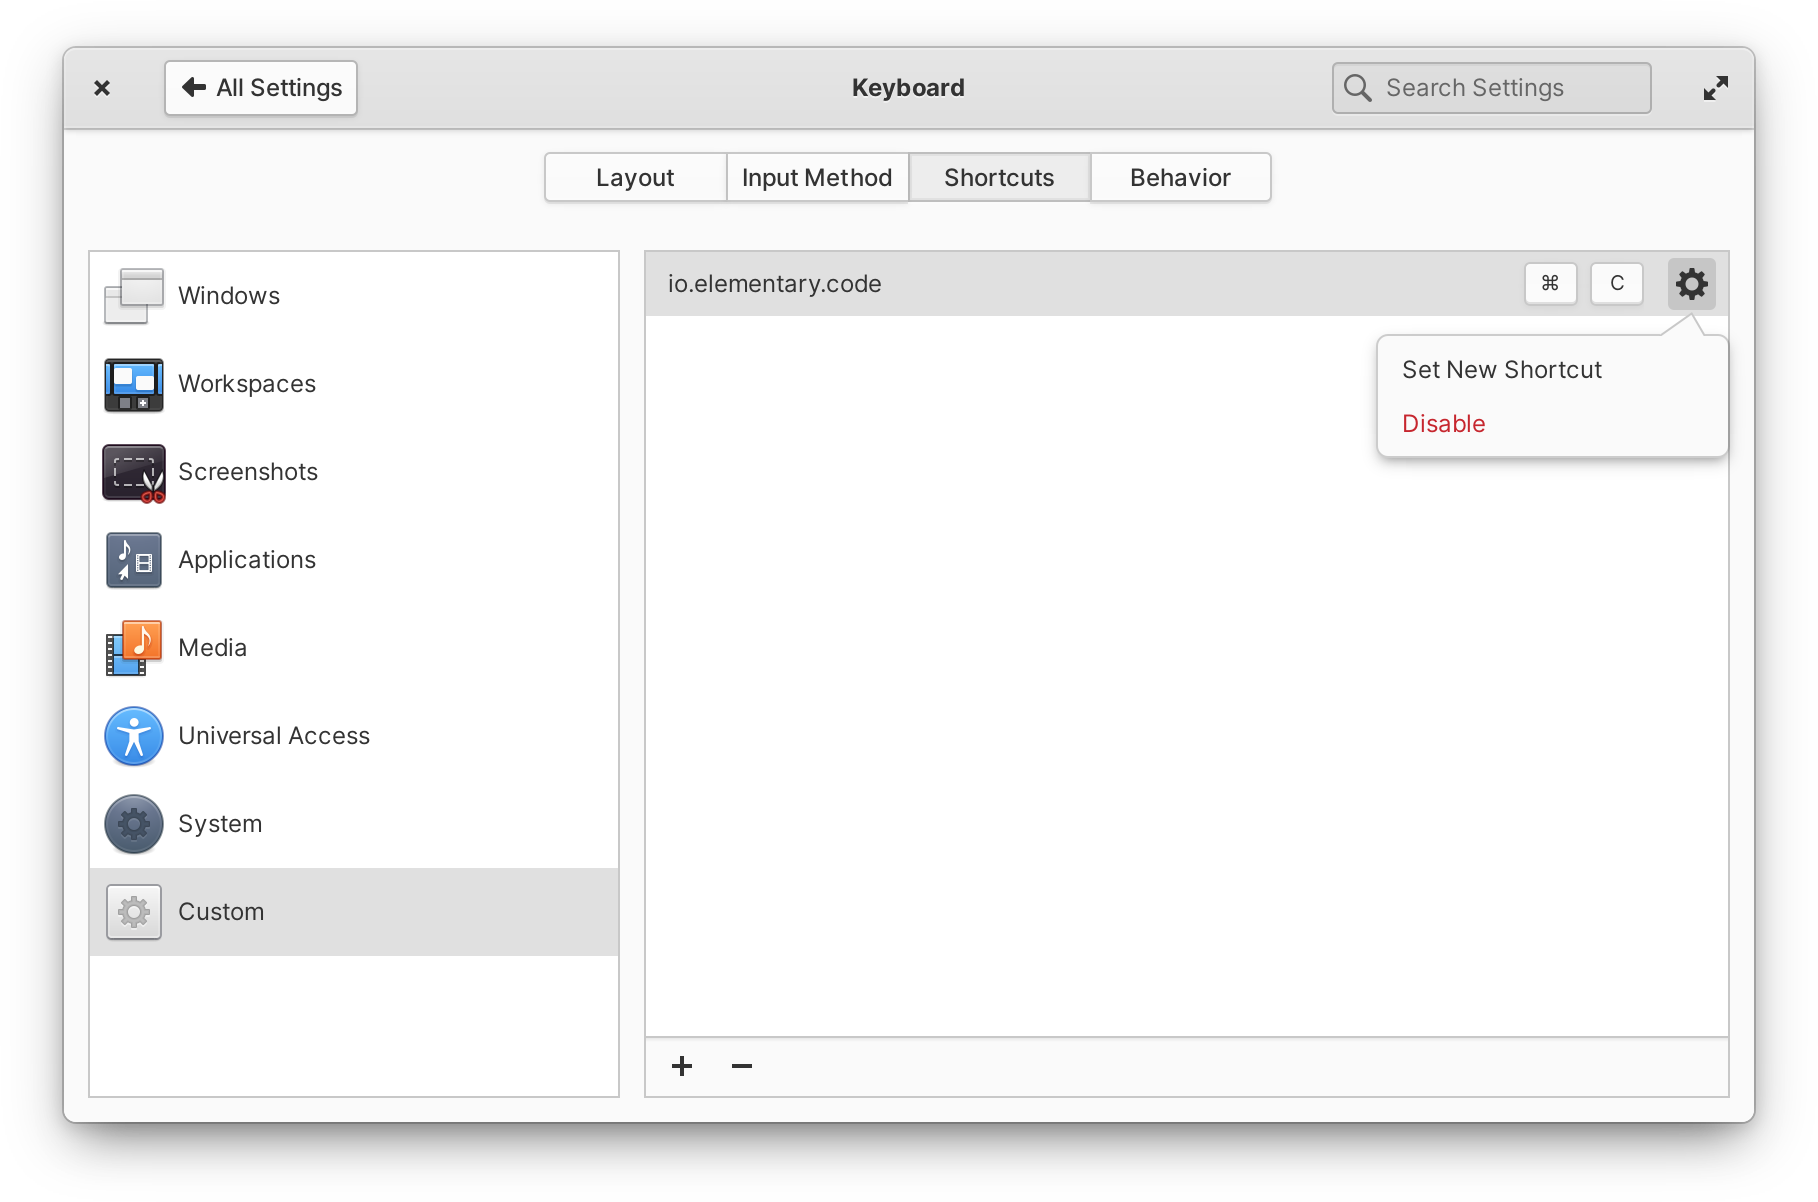 All Settings
Keyboard
Search Settings
Layout
Input Method
Shortcuts
Behavior
Windows
Workspaces
Screenshots
Applications
Media
Universal Access
System
Custom
io.elementary.code
⌘
C
Set New Shortcut
Disable